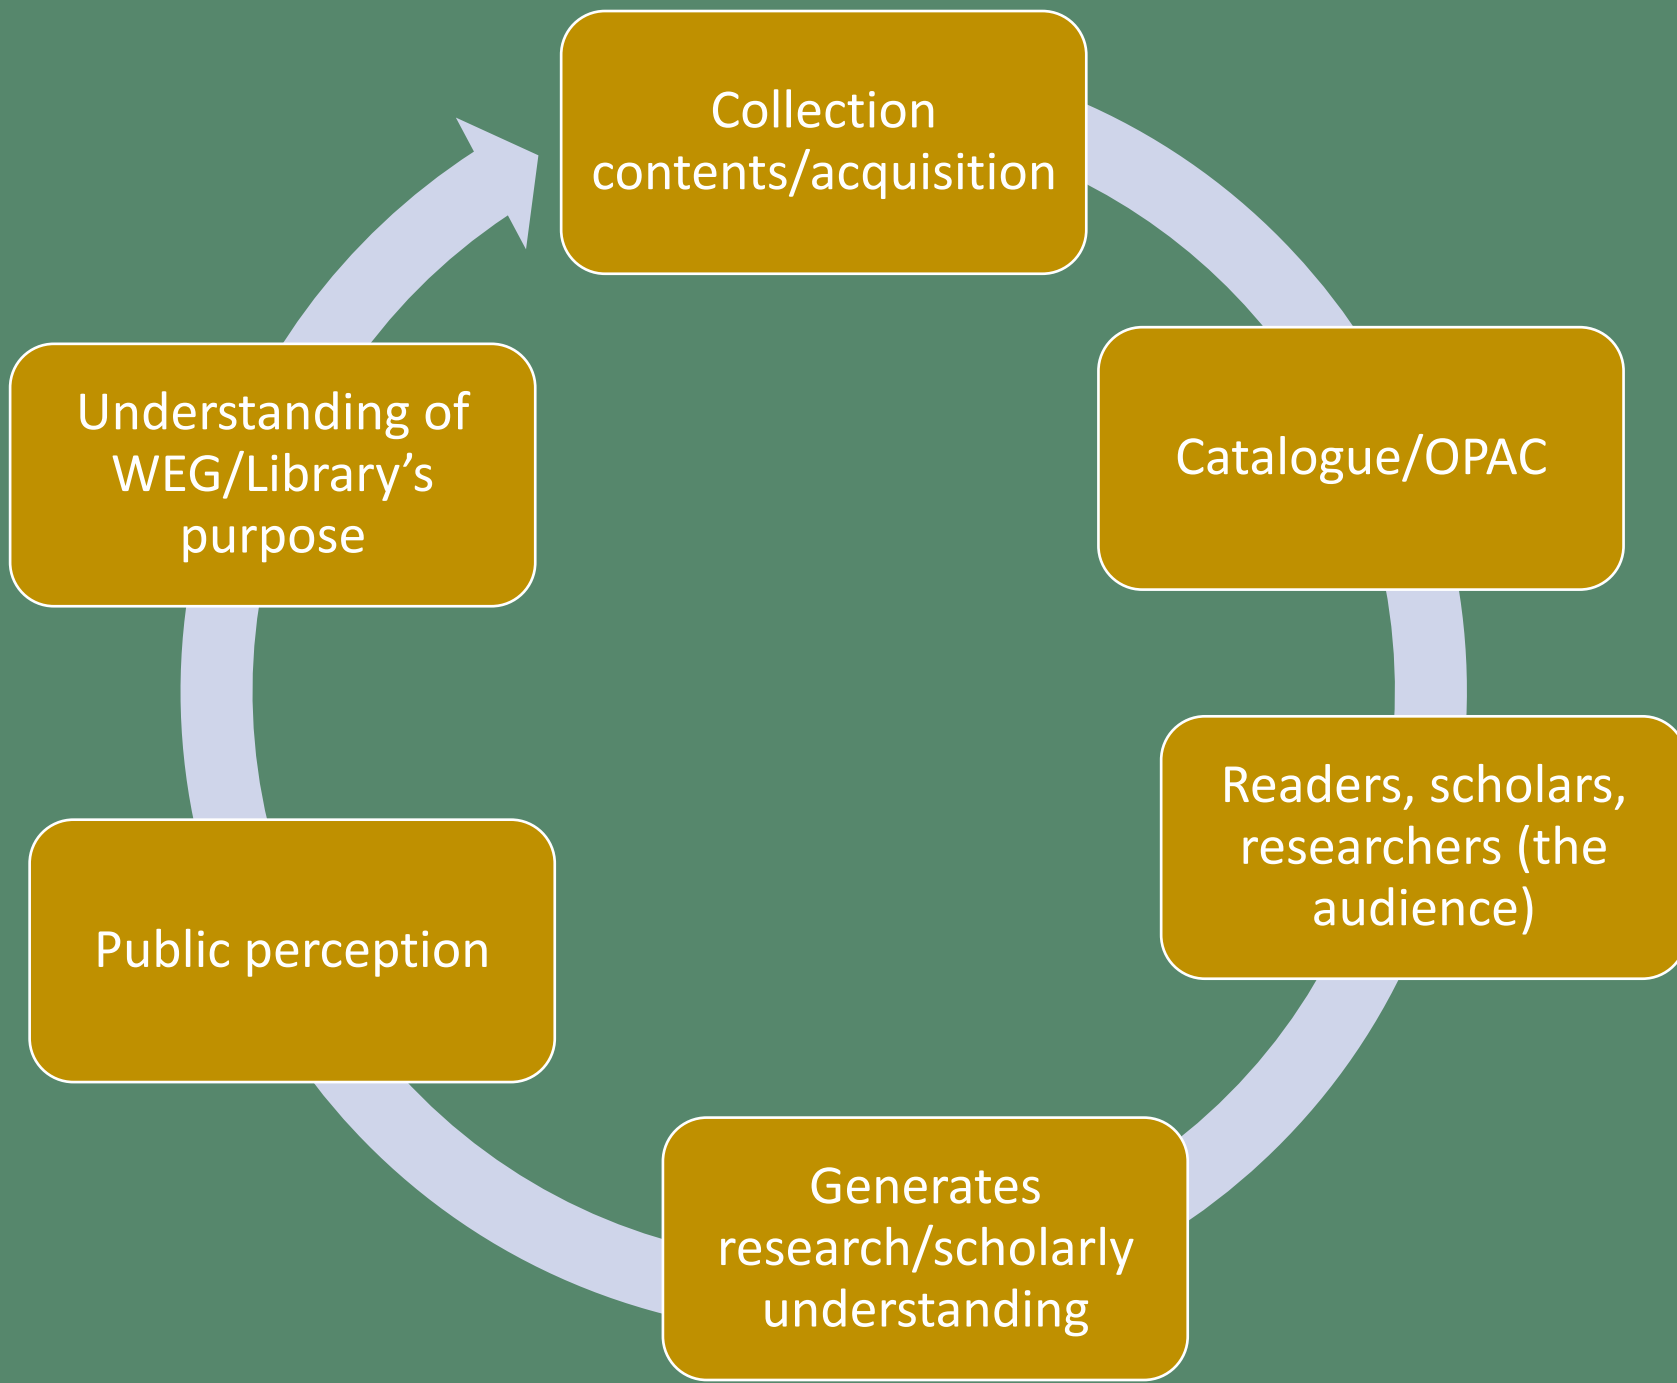 Collection
contents/acquisition
Catalogue/OPAC
Readers, scholars,
researchers (the
audience)
Generates
research/scholarly
understanding
Public perception
Understanding of
WEG/Library’s
purpose